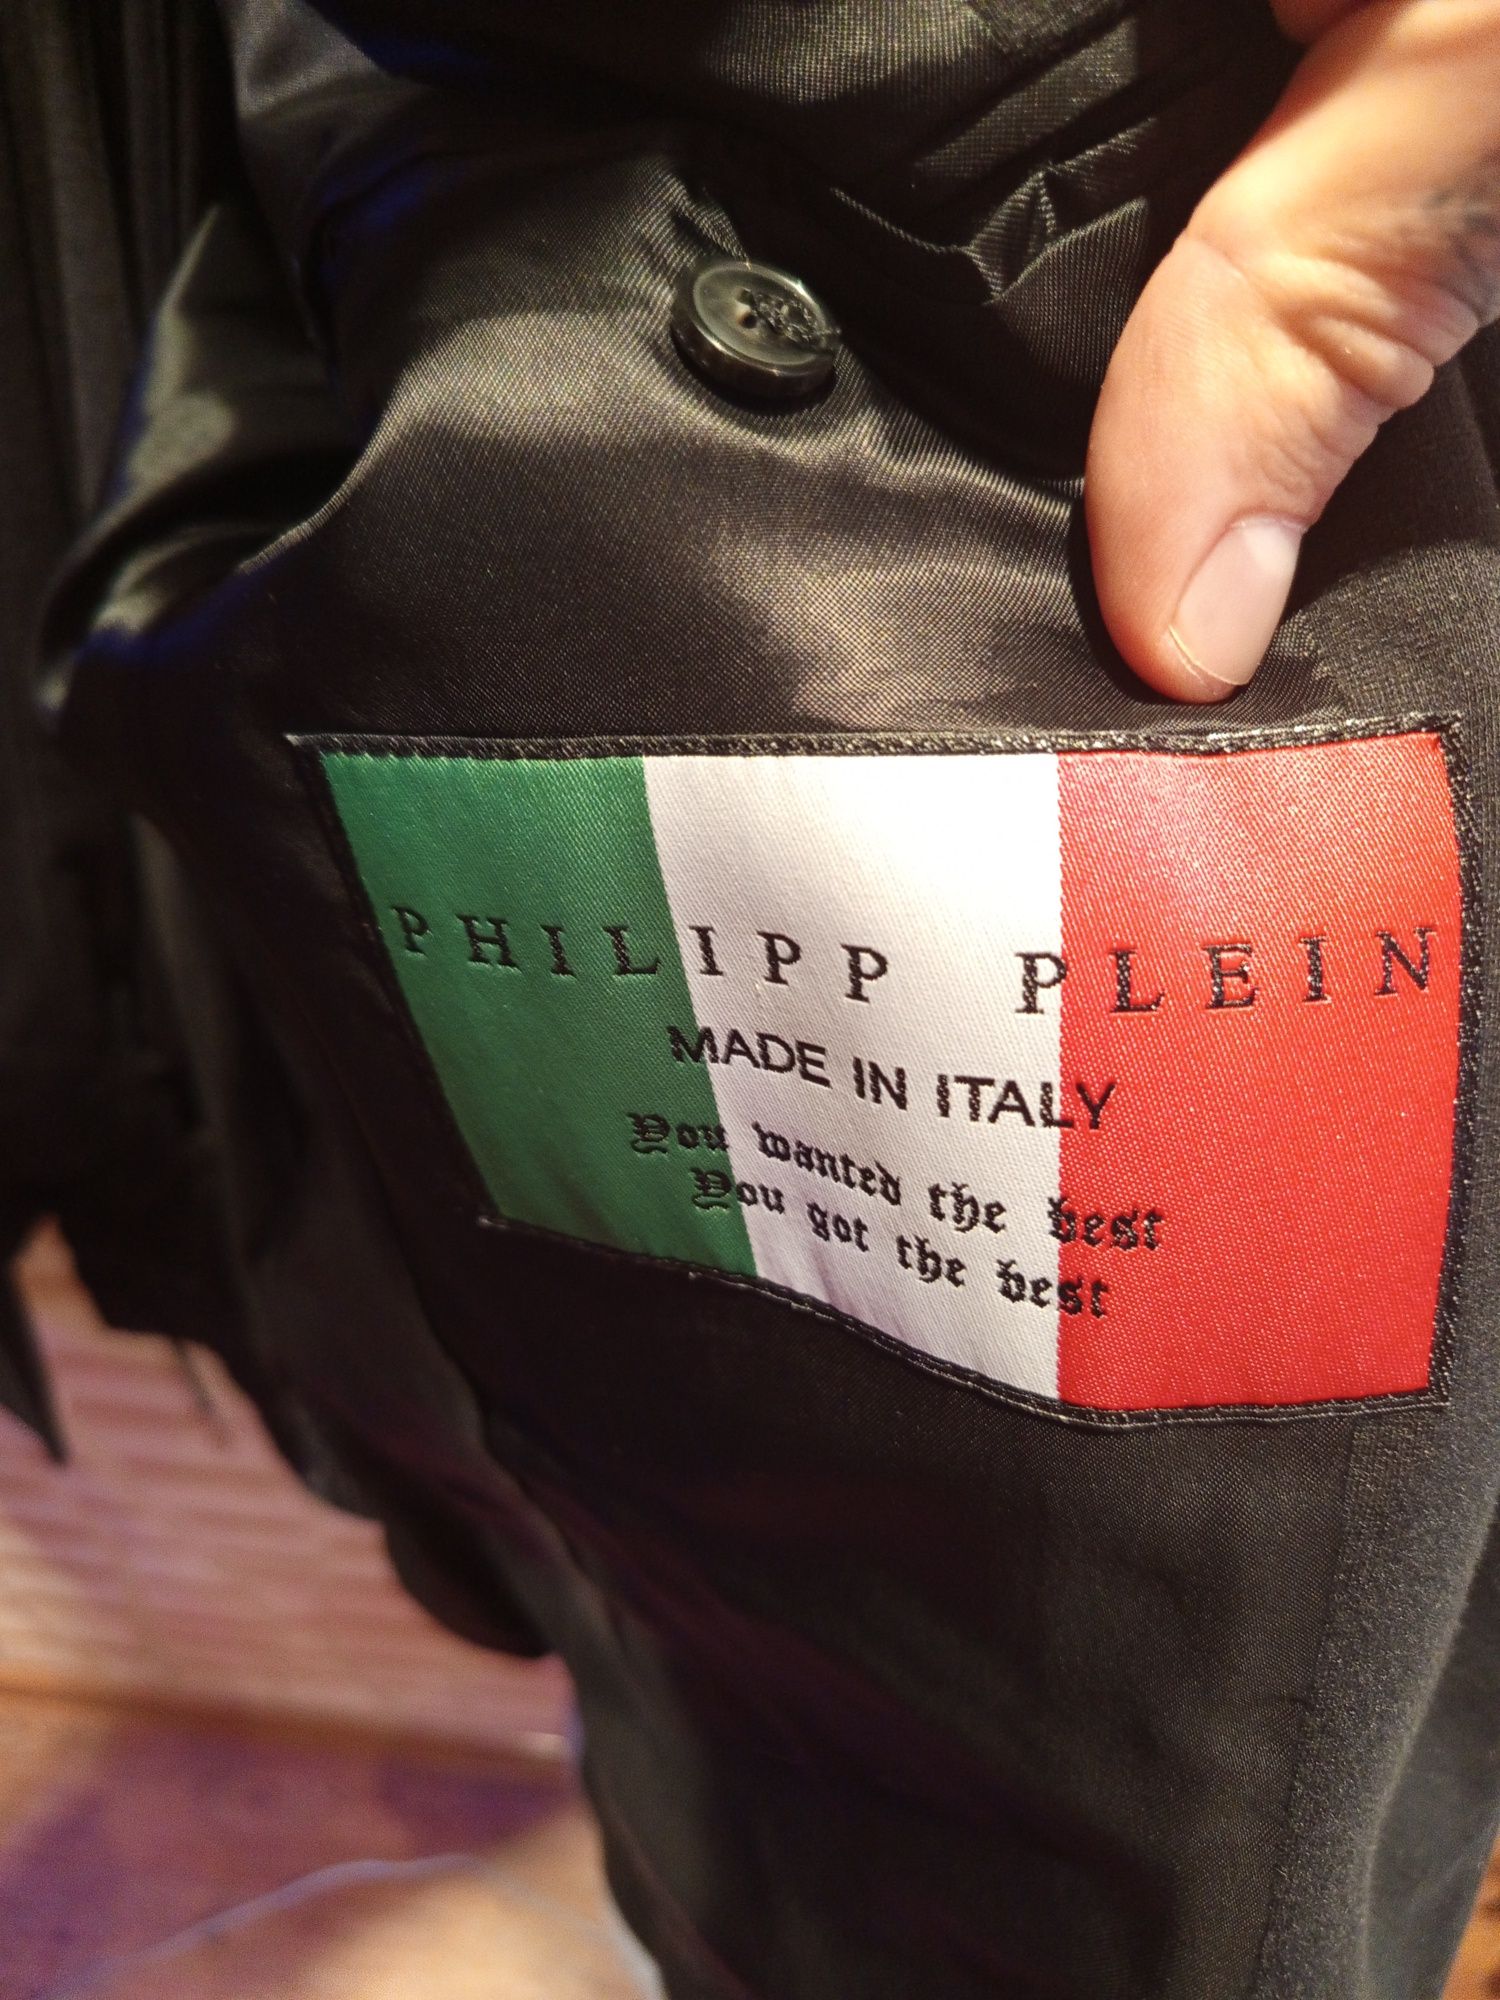 PHILIPP PLEIN
MADE IN ITALY
You wanted the best
You got the best